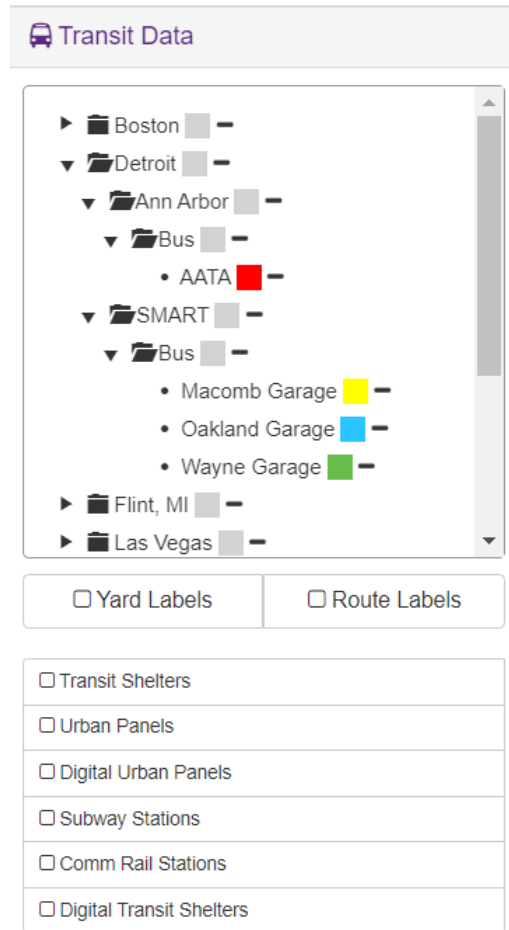 Transit Data
Boston
Detroit
Ann Arbor
Bus
AATA
SMART
Bus
Macomb Garage
Oakland Garage
Wayne Garage
Flint, MI
Las Vegas
Yard Labels
Route Labels
Transit Shelters
Urban Panels
Digital Urban Panels
Subway Stations
Comm Rail Stations
Digital Transit Shelters